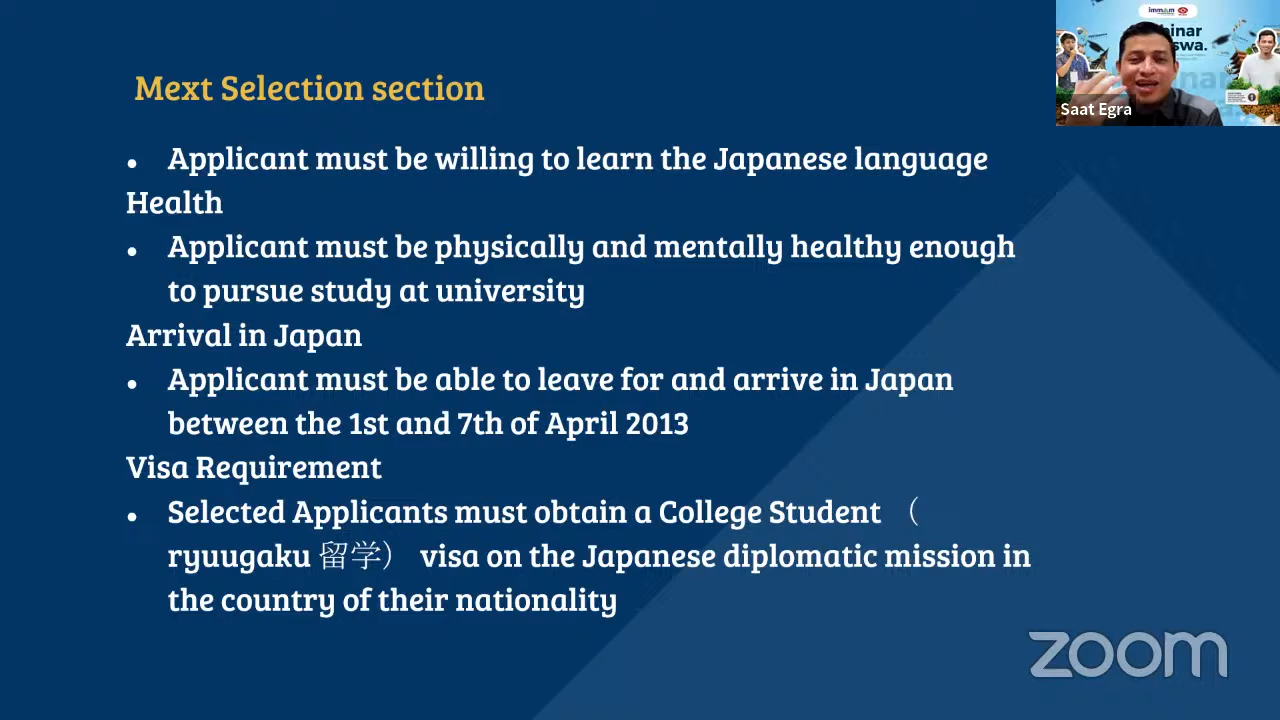 Mext Selection section
• Applicant must be willing to learn the Japanese language
Health
• Applicant must be physically and mentally healthy enough
to pursue study at university
Arrival in Japan
• Applicant must be able to leave for and arrive in Japan
between the 1st and 7th of April 2013
Visa Requirement
• Selected Applicants must obtain a College Student （
ryuugaku 留学） visa on the Japanese diplomatic mission in
the country of their nationality
immam
inar
swa.
Saat Egra
zoom